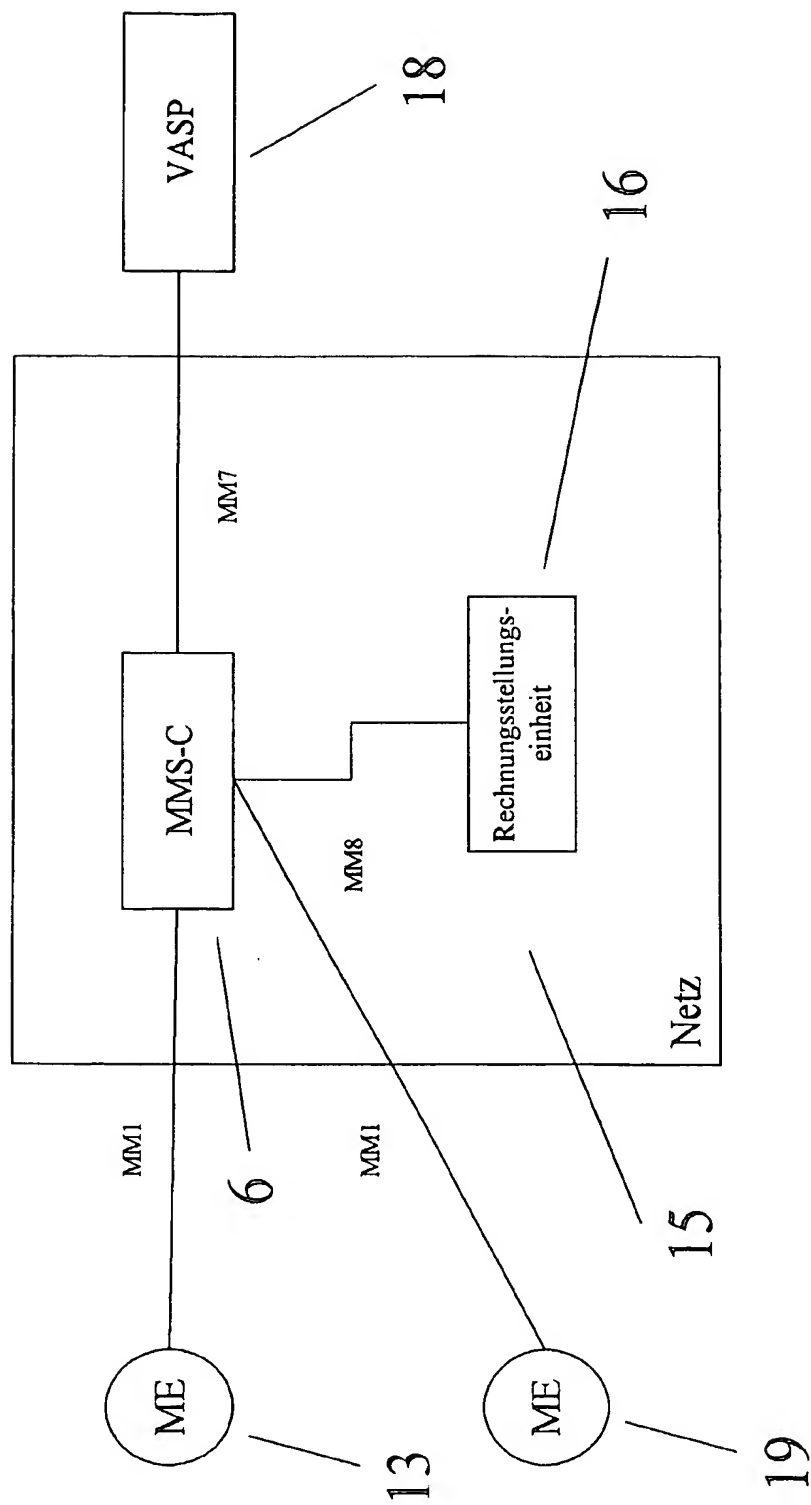 VASP
18
MM7
16
MMS-C
Rechnungsstellungs-
einheit
MM8
6
15
Netz
MM1
MM1
ME
13
ME
19